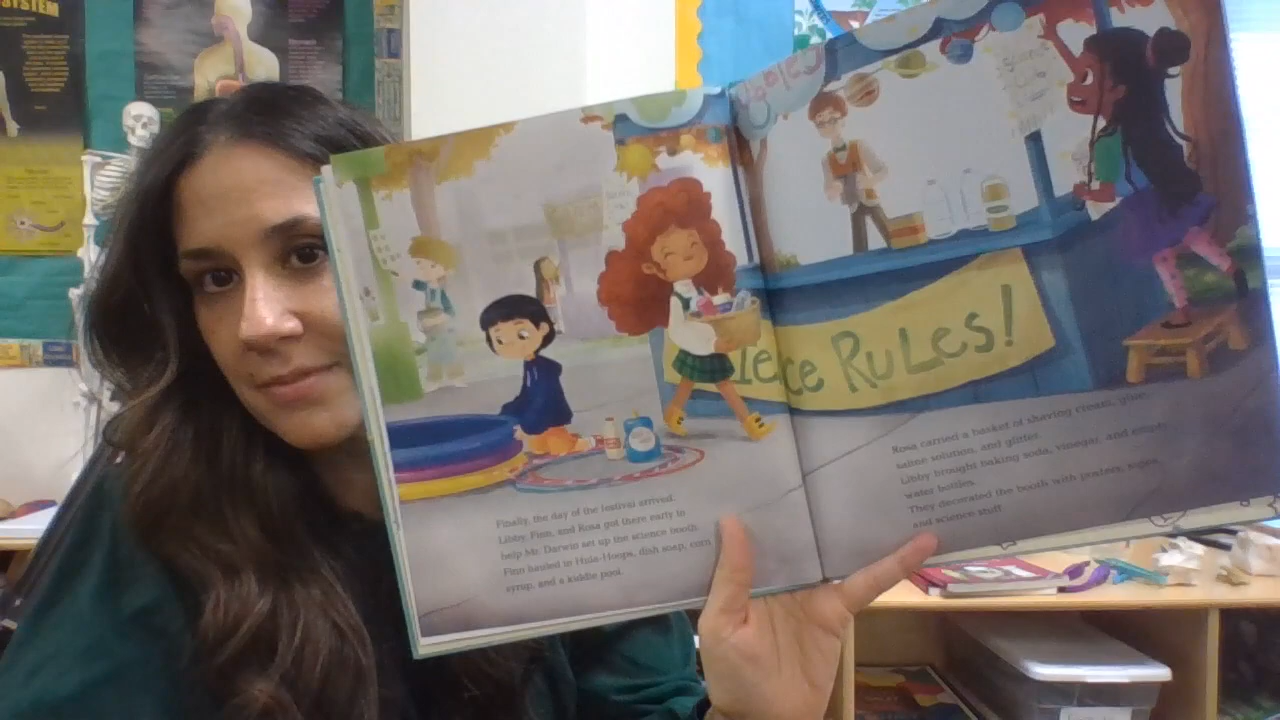 SYSTEM
Science Rules!
Finally, the day of the festival arrived.
Libby, Finn, and Rosa got there early to
help Mr. Darwin set up the science booth.
Finn hauled in Hula-Hoops, dish soap, corn
syrup, and a kiddie pool.
Rosa carried a basket of shaving cream, glue,
saline solution, and glitter.
Libby brought baking soda, vinegar, and empty
water bottles.
They decorated the booth with posters, signs,
and science stuff.